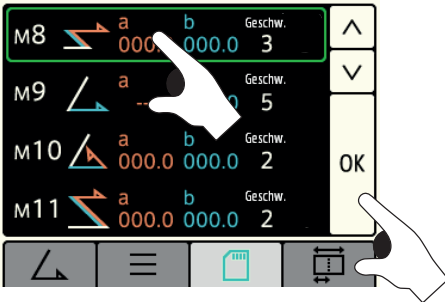 M8 a b Geschw.
000. 000.0 3
M9 a Geschw.
-- 0 5
M10 a b Geschw.
000.0 000.0 2
M11 a b Geschw.
000.0 000.0 2
OK